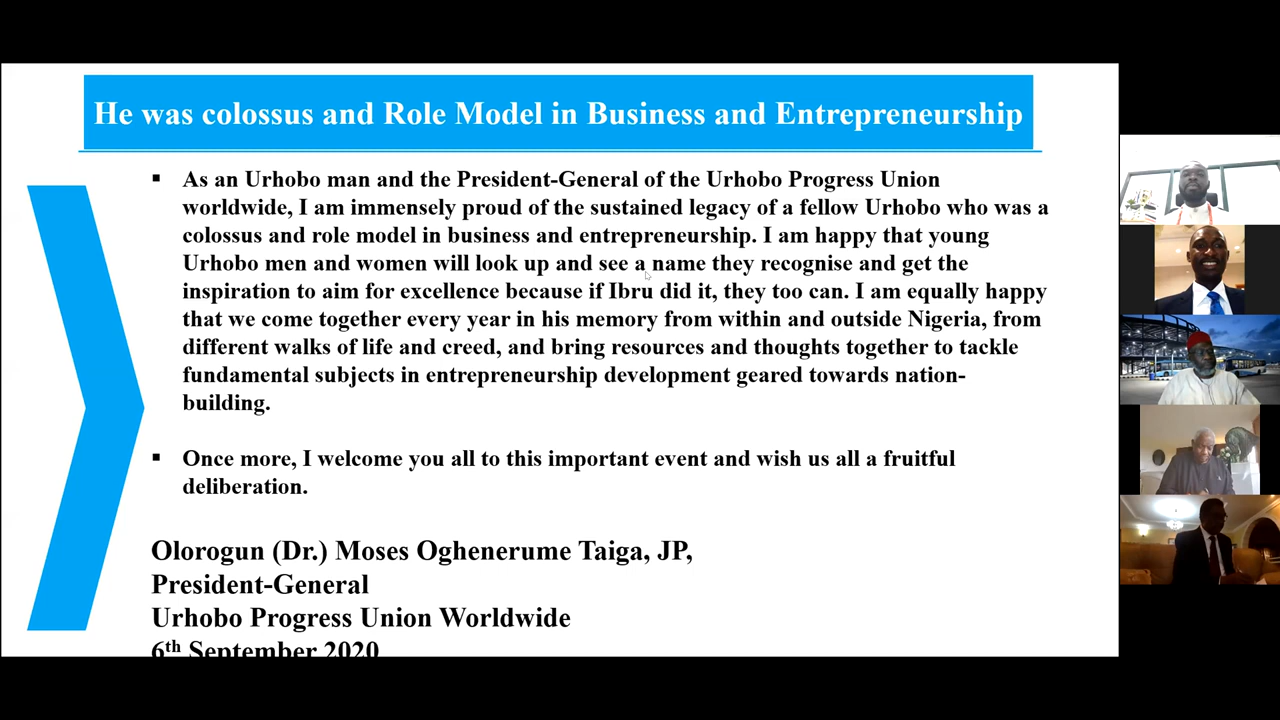 He was colossus and Role Model in Business and Entrepreneurship
▪ As an Urhobo man and the President-General of the Urhobo Progress Union
worldwide, I am immensely proud of the sustained legacy of a fellow Urhobo who was a
colossus and role model in business and entrepreneurship. I am happy that young
Urhobo men and women will look up and see a name they recognise and get the
inspiration to aim for excellence because if Ibru did it, they too can. I am equally happy
that we come together every year in his memory from within and outside Nigeria, from
different walks of life and creed, and bring resources and thoughts together to tackle
fundamental subjects in entrepreneurship development geared towards nation-
building.
▪ Once more, I welcome you all to this important event and wish us all a fruitful
deliberation.
Olorogun (Dr.) Moses Oghenerume Taiga, JP,
President-General
Urhobo Progress Union Worldwide
6th September 2020